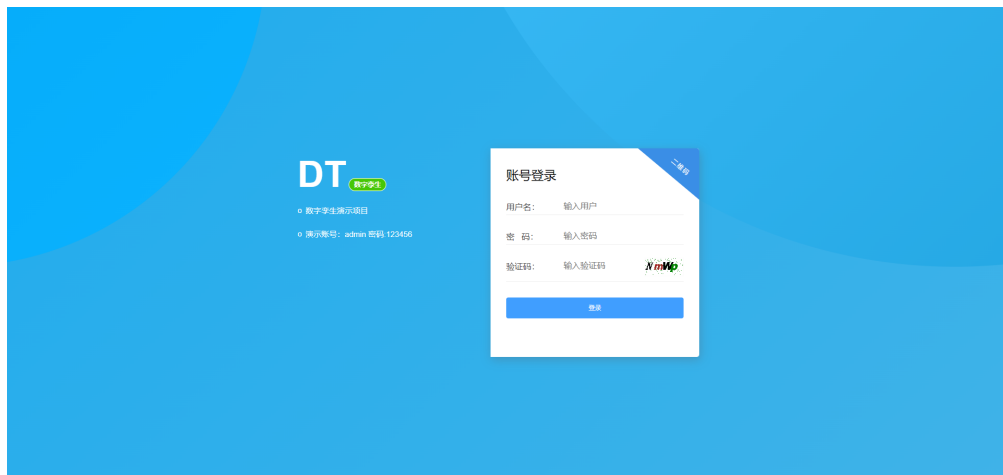 DT 数字孪生
数字孪生演示项目
演示账号：admin 密码 123456
二维码
账号登录
用户名： 输入用户
密 码： 输入密码
验证码： 输入验证码 NmWp
登录